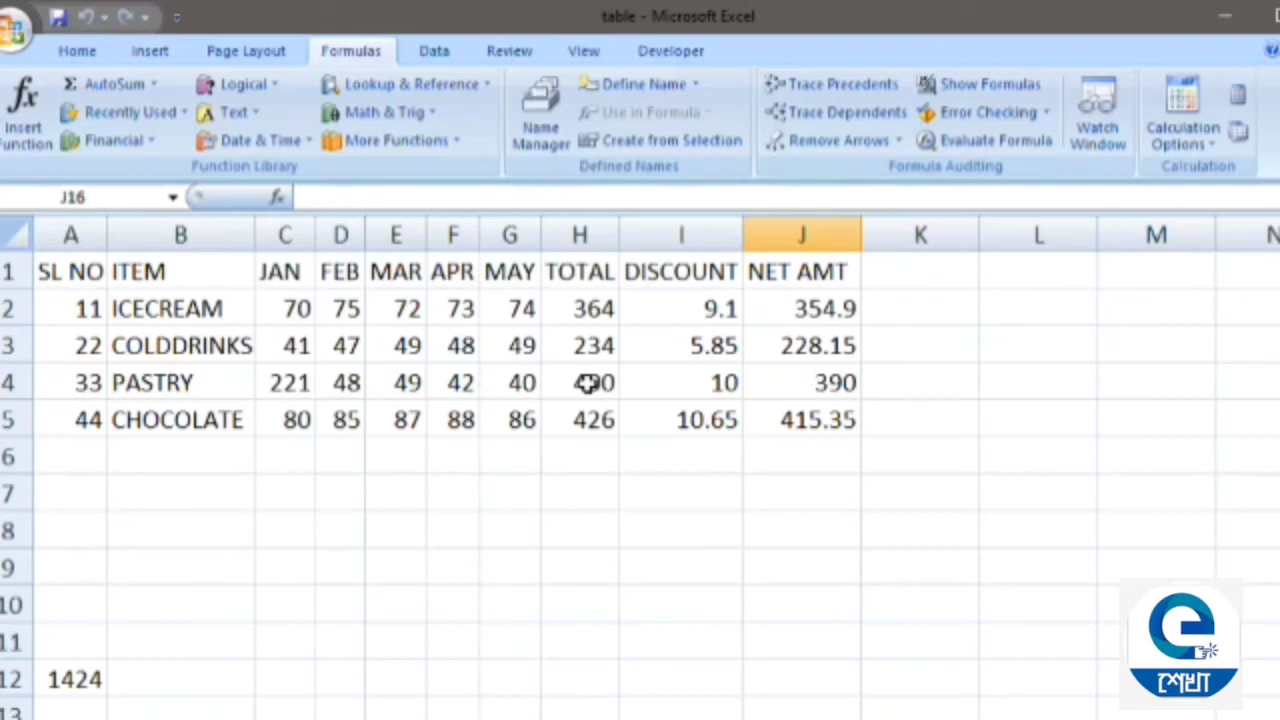 table - Microsoft Excel
Home Insert Page Layout Formulas Data Review View Developer
Σ AutoSum Logical Lookup & Reference Define Name Trace Precedents Show Formulas
Recently Used Text Math & Trig Use in Formula Trace Dependents Error Checking
Financial Date & Time More Functions Create from Selection Remove Arrows Evaluate Formula
fx Insert Function
Name Manager
Watch Window
Calculation Options
Function Library Defined Names Formula Auditing Calculation
J16 fx
A B C D E F G H I J K L M N
1 SL NO ITEM JAN FEB MAR APR MAY TOTAL DISCOUNT NET AMT
2 11 ICECREAM 70 75 72 73 74 364 9.1 354.9
3 22 COLDDRINKS 41 47 49 48 49 234 5.85 228.15
4 33 PASTRY 221 48 49 42 40 10 390
5 44 CHOCOLATE 80 85 87 88 86 426 10.65 415.35
6
7
8
9
10
11
12 1424
13
e
শেখা